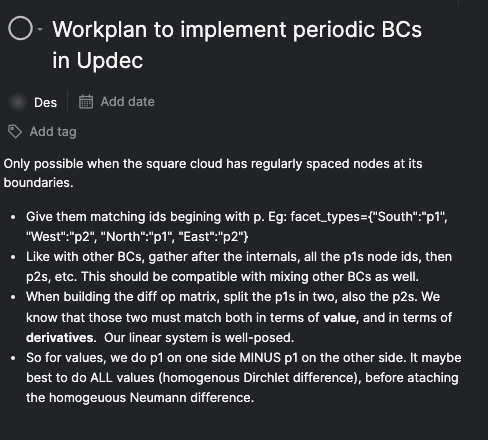 Workplan to implement periodic BCs
in Updec
Des
Add date
Add tag
Only possible when the square cloud has regularly spaced nodes at its
boundaries.
• Give them matching ids begining with p. Eg: facet_types={"South":"p1",
"West":"p2", "North":"p1", "East":"p2"}
• Like with other BCs, gather after the internals, all the p1s node ids, then
p2s, etc. This should be compatible with mixing other BCs as well.
• When building the diff op matrix, split the p1s in two, also the p2s. We
know that those two must match both in terms of value, and in terms of
derivatives. Our linear system is well-posed.
• So for values, we do p1 on one side MINUS p1 on the other side. It maybe
best to do ALL values (homogenous Dirchlet difference), before ataching
the homogeuous Neumann difference.